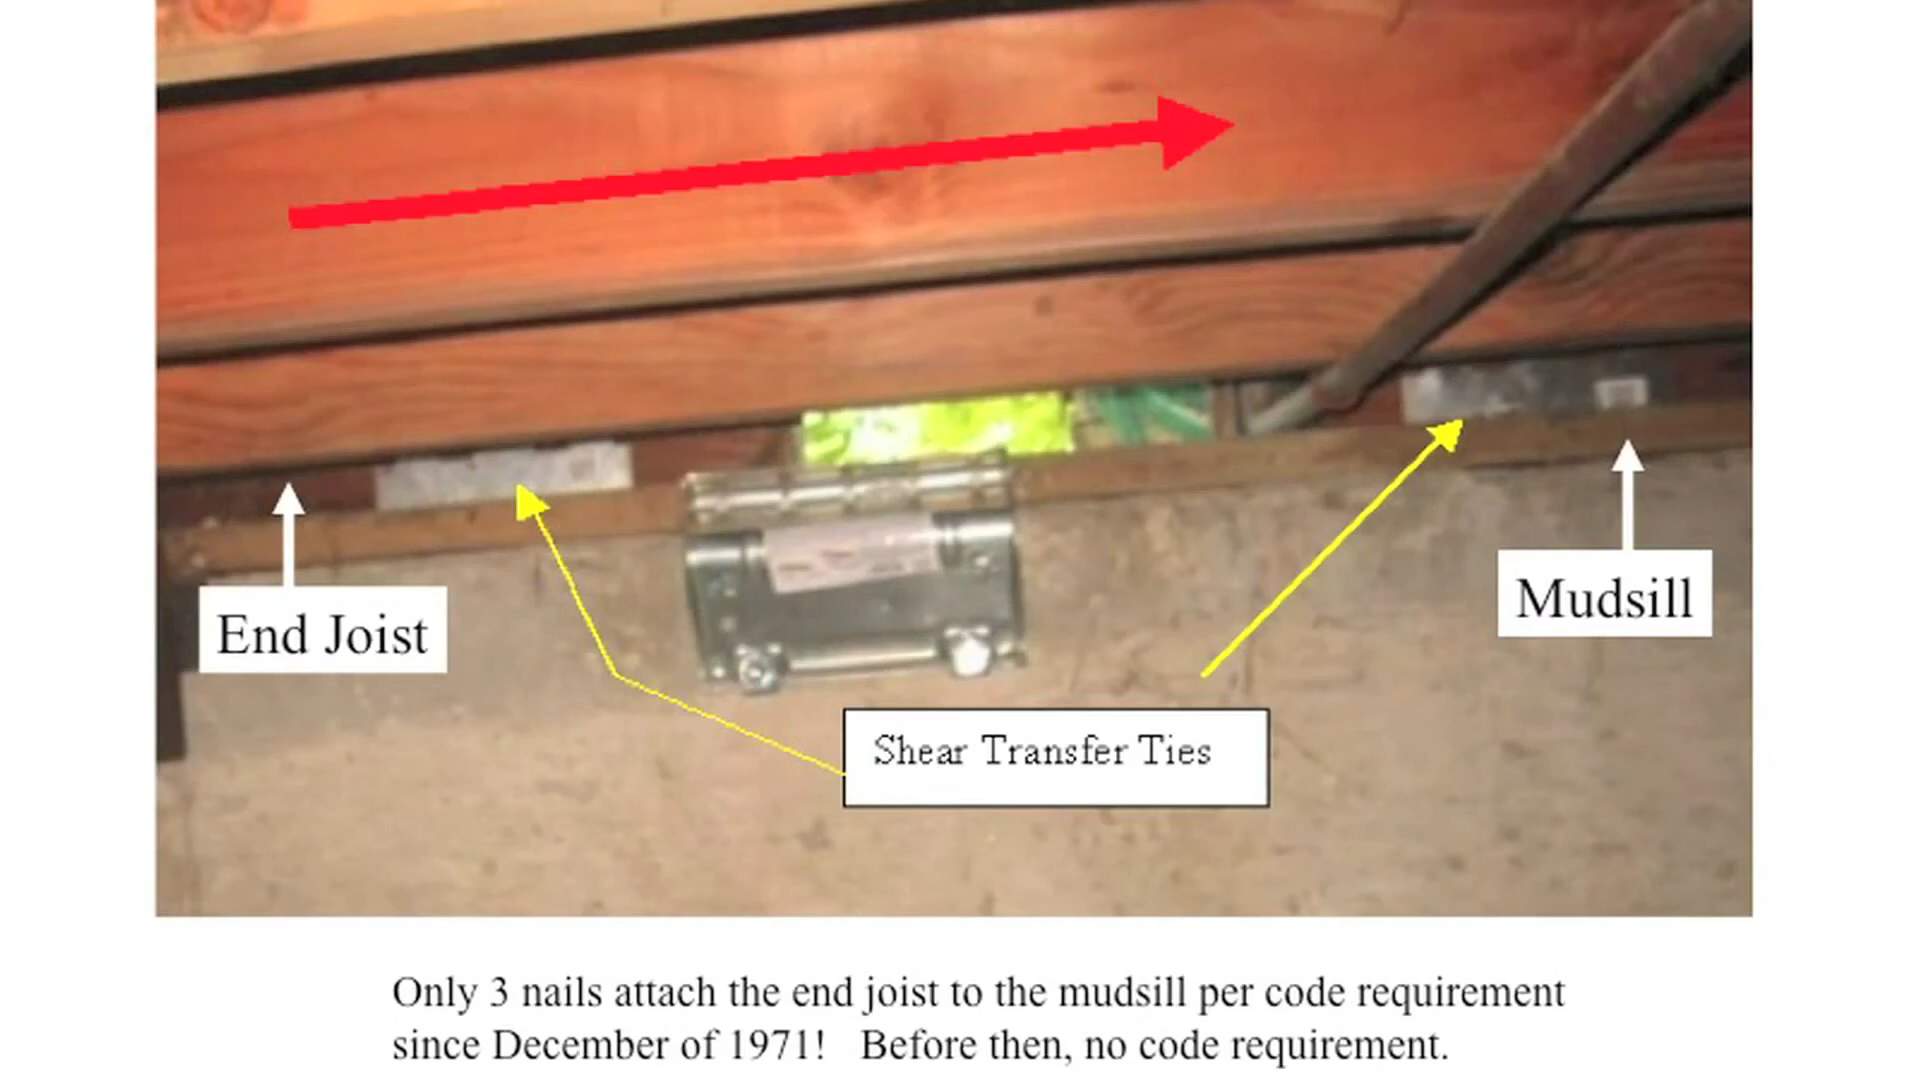 End Joist
Mudsill
Shear Transfer Ties
Only 3 nails attach the end joist to the mudsill per code requirement
since December of 1971!   Before then, no code requirement.